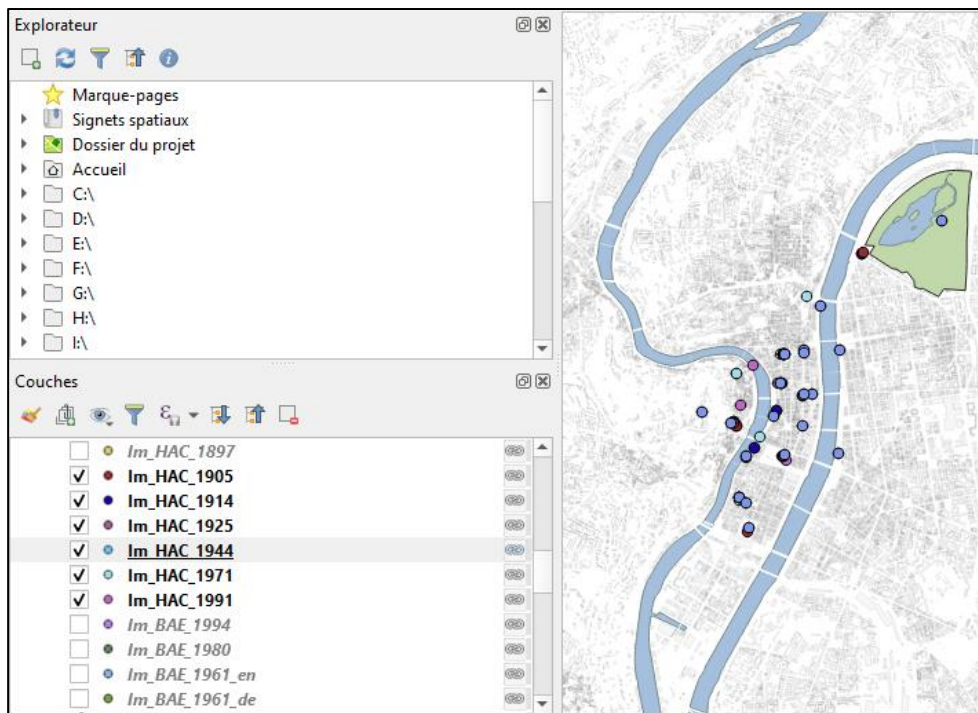 Explorateur
Marque-pages
Signets spatiaux
Dossier du projet
Accueil
C:\
D:\
E:\
F:\
G:\
H:\
I:\
Couches
Im_HAC_1897
Im_HAC_1905
Im_HAC_1914
Im_HAC_1925
Im_HAC_1944
Im_HAC_1971
Im_HAC_1991
Im_BAE_1994
Im_BAE_1980
Im_BAE_1961_en
Im_BAE_1961_de